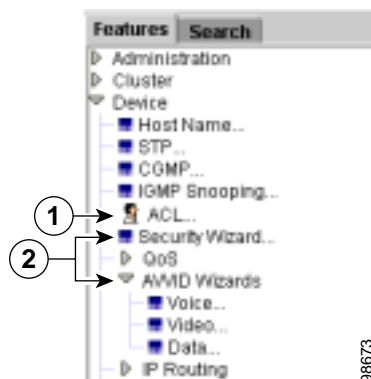 Features Search
Administration
Cluster
Device
Host Name...
STP...
CGMP...
IGMP Snooping...
1 ACL...
Security Wizard...
2
QoS
AVVID Wizards
Voice...
Video...
Data...
IP Routing
98673